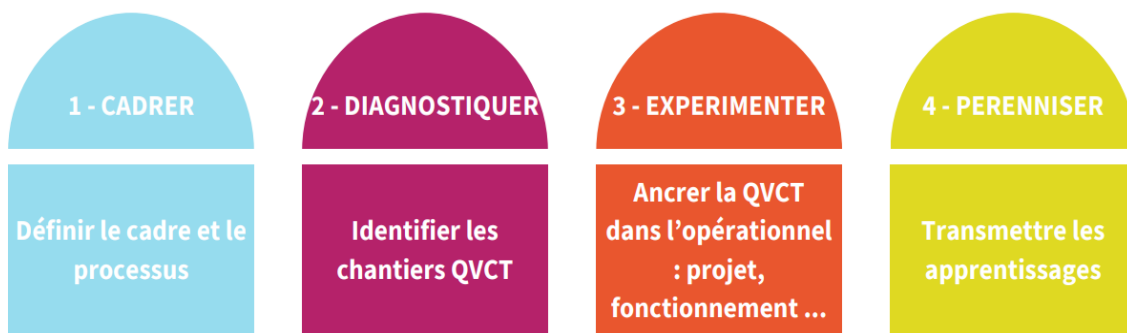 1 - CADRER
2 - DIAGNOSTIQUER
3 - EXPERIMENTER
4 - PERENNISER
Définir le cadre et le
processus
Identifier les
chantiers QVCT
Ancrer la QVCT
dans l'opérationnel
: projet,
fonctionnement ...
Transmettre les
apprentissages